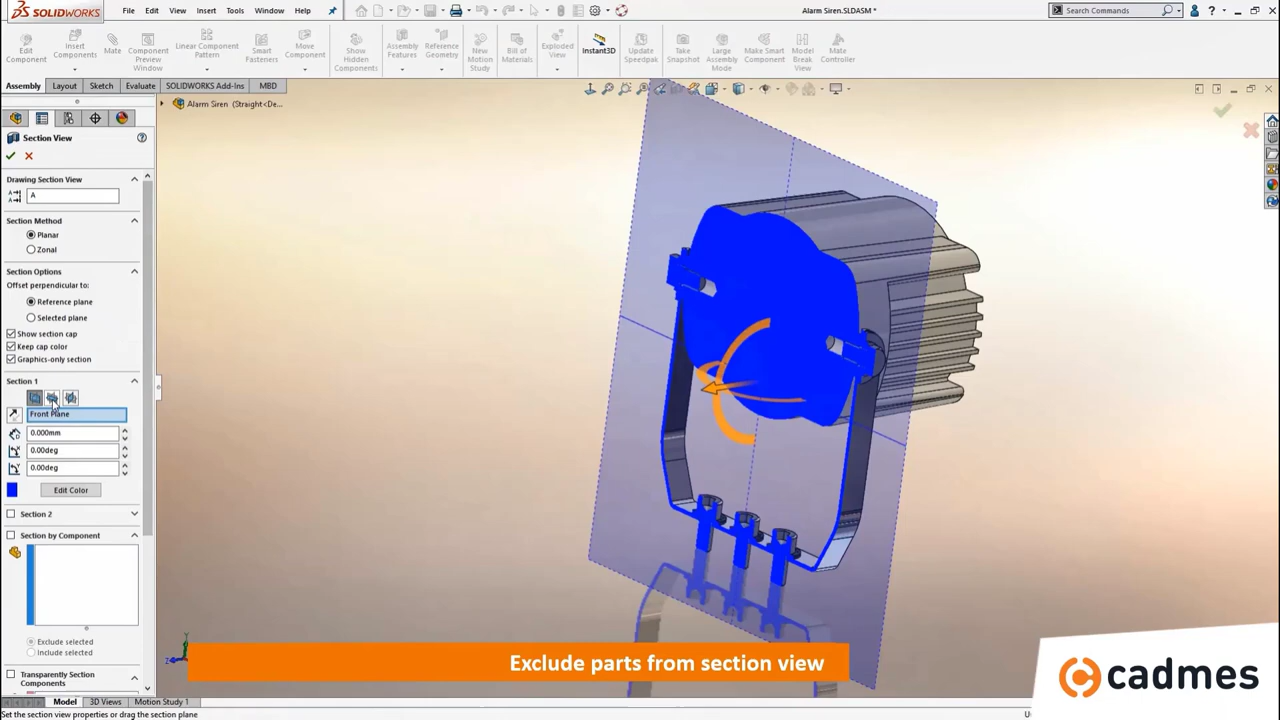 SOLIDWORKS
File
Edit
View
Insert
Tools
Window
Help
Alarm Siren.SLDASM *
Search Commands
Edit
Component
Insert
Components
Mate
Component
Preview
Window
Linear Component
Pattern
Smart
Fasteners
Move
Component
Show
Hidden
Components
Assembly
Features
Reference
Geometry
New
Motion
Study
Bill of
Materials
Exploded
View
Instant3D
Update
Speedpak
Take
Snapshot
Large
Assembly
Mode
Make Smart
Component
Model
Break
View
Mate
Controller
Assembly
Layout
Sketch
Evaluate
SOLIDWORKS Add-Ins
MBD
Alarm Siren (Straight<De...
Section View
Drawing Section View
A
Section Method
Planar
Zonal
Section Options
Offset perpendicular to:
Reference plane
Selected plane
Show section cap
Keep cap color
Graphics-only section
Section 1
Front Plane
0.000mm
0.00deg
0.00deg
Edit Color
Section 2
Section by Component
Exclude selected
Include selected
Transparently Section
Components
Exclude parts from section view
cadmes
Model
3D Views
Motion Study 1
Set the section view properties or drag the section plane